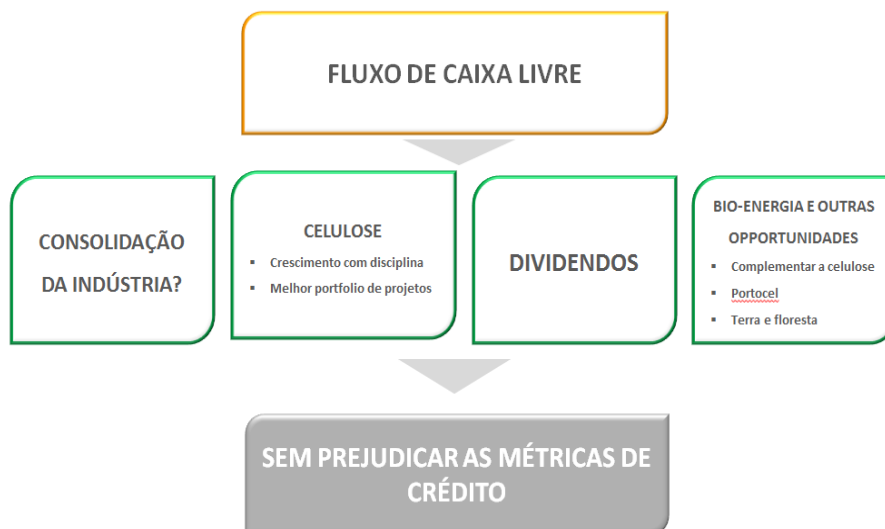 FLUXO DE CAIXA LIVRE
CONSOLIDAÇÃO
DA INDÚSTRIA?
CELULOSE
▪ Crescimento com disciplina
▪ Melhor portfolio de projetos
DIVIDENDOS
BIO-ENERGIA E OUTRAS
OPPORTUNIDADES
▪ Complementar a celulose
▪ Portocel
▪ Terra e floresta
SEM PREJUDICAR AS MÉTRICAS DE
CRÉDITO